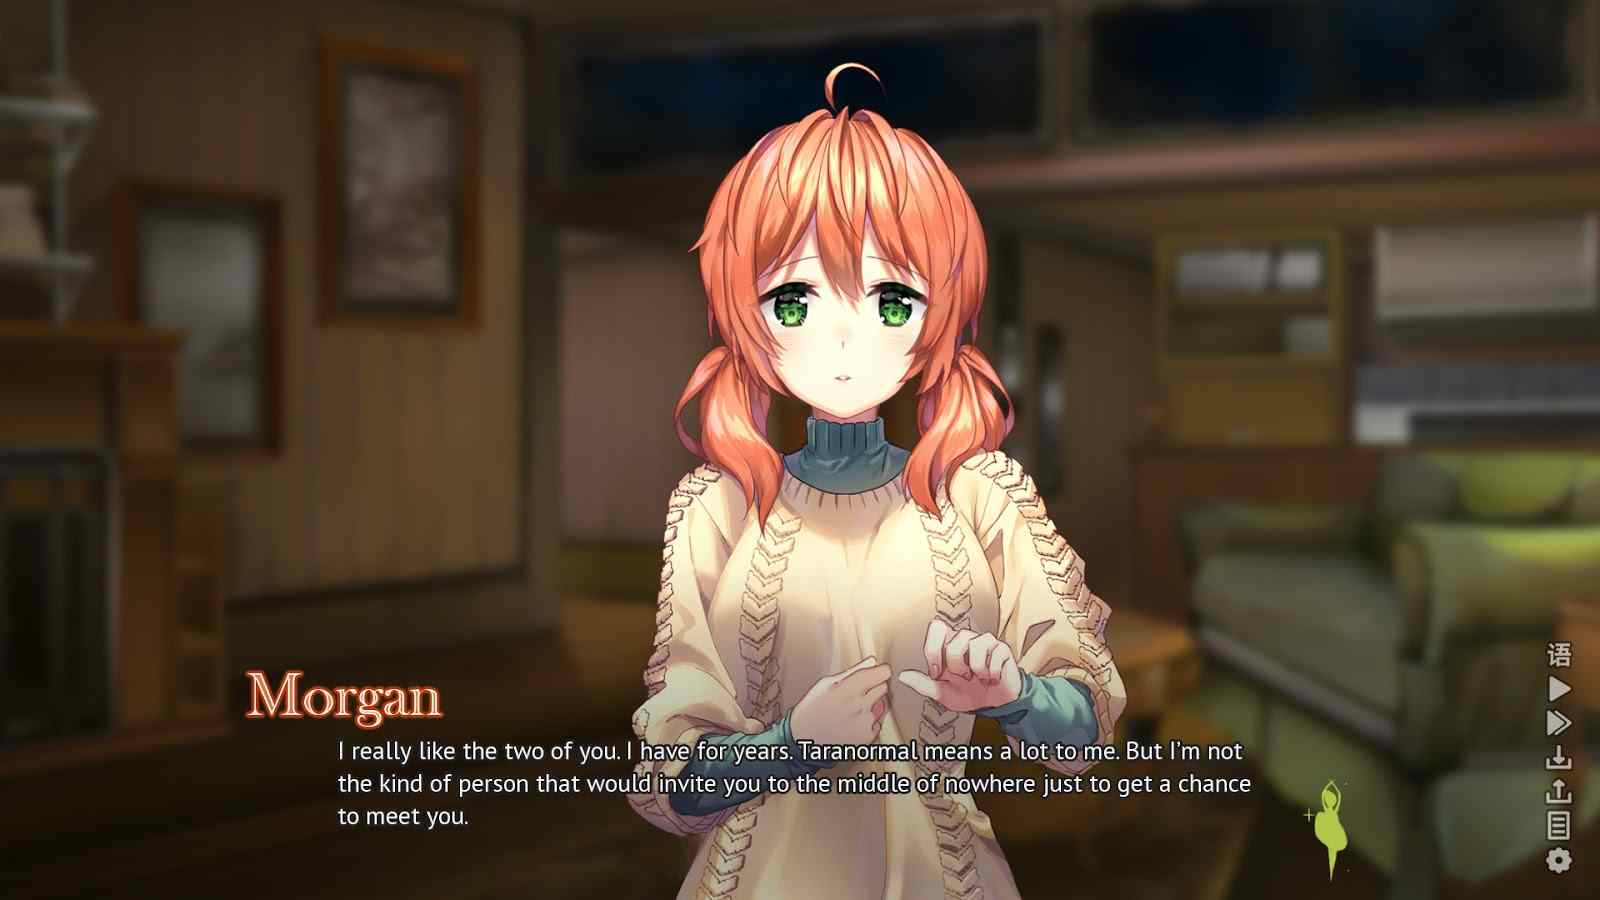 语
Morgan
I really like the two of you. I have for years. Taranormal means a lot to me. But I'm not
the kind of person that would invite you to the middle of nowhere just to get a chance
to meet you.